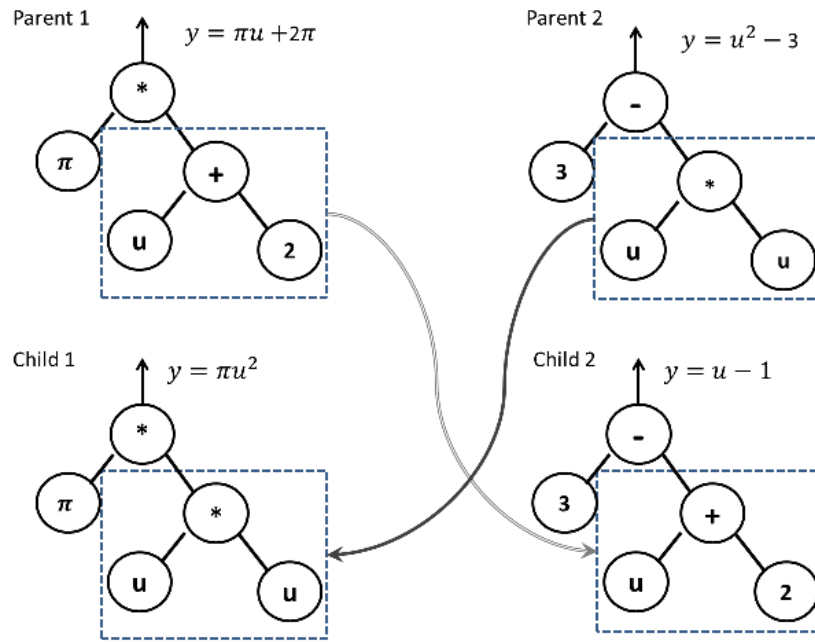 Parent 1
y = πu +2π
*
π
+
u
2
Parent 2
y = u² − 3
-
3
*
u
u
Child 1
y = πu²
*
π
*
u
u
Child 2
y = u − 1
-
3
+
u
2